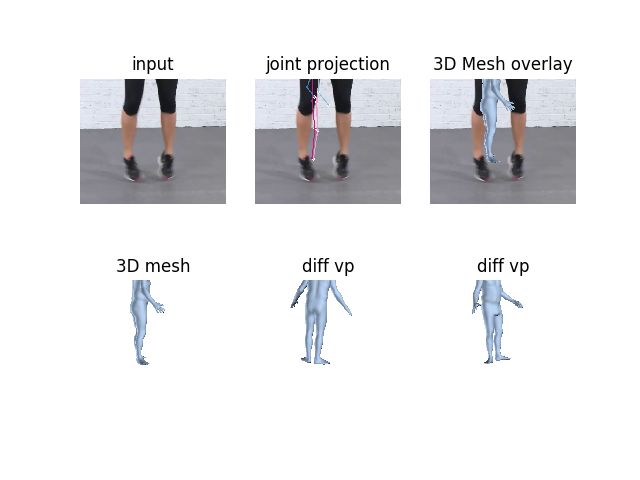 input
joint projection
3D Mesh overlay
3D mesh
diff vp
diff vp